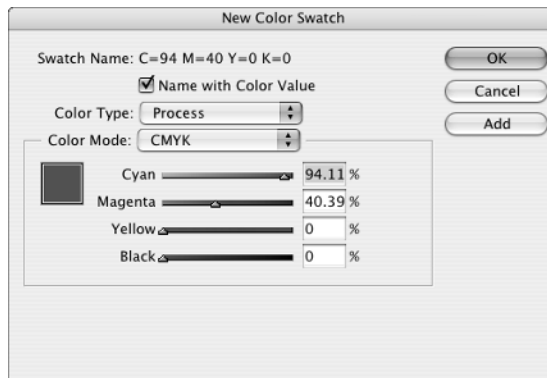 New Color Swatch
Swatch Name: C=94 M=40 Y=0 K=0
OK
Name with Color Value
Cancel
Color Type: Process
Add
Color Mode: CMYK
Cyan 94.11 %
Magenta 40.39 %
Yellow 0 %
Black 0 %